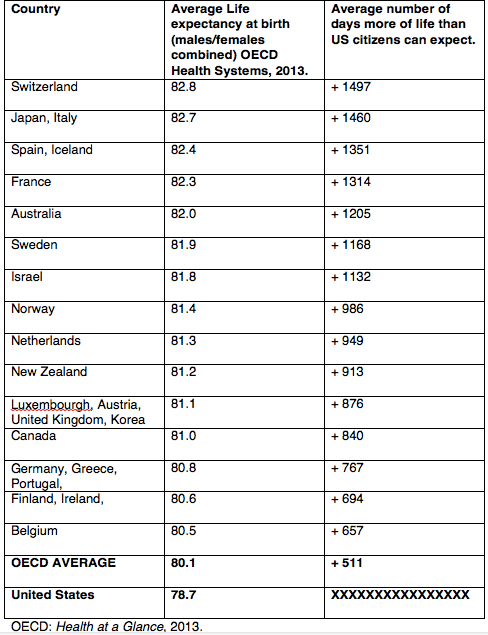 Country Average Life expectancy at birth (males/females combined) OECD Health Systems, 2013. Average number of days more of life than US citizens can expect.
Switzerland 82.8 + 1497
Japan, Italy 82.7 + 1460
Spain, Iceland 82.4 + 1351
France 82.3 + 1314
Australia 82.0 + 1205
Sweden 81.9 + 1168
Israel 81.8 + 1132
Norway 81.4 + 986
Netherlands 81.3 + 949
New Zealand 81.2 + 913
Luxembourgh, Austria, 81.1 + 876
United Kingdom, Korea
Canada 81.0 + 840
Germany, Greece, 80.8 + 767
Portugal,
Finland, Ireland, 80.6 + 694
Belgium 80.5 + 657
OECD AVERAGE 80.1 + 511
United States 78.7 XXXXXXXXXXXXXXXX
OECD: Health at a Glance, 2013.